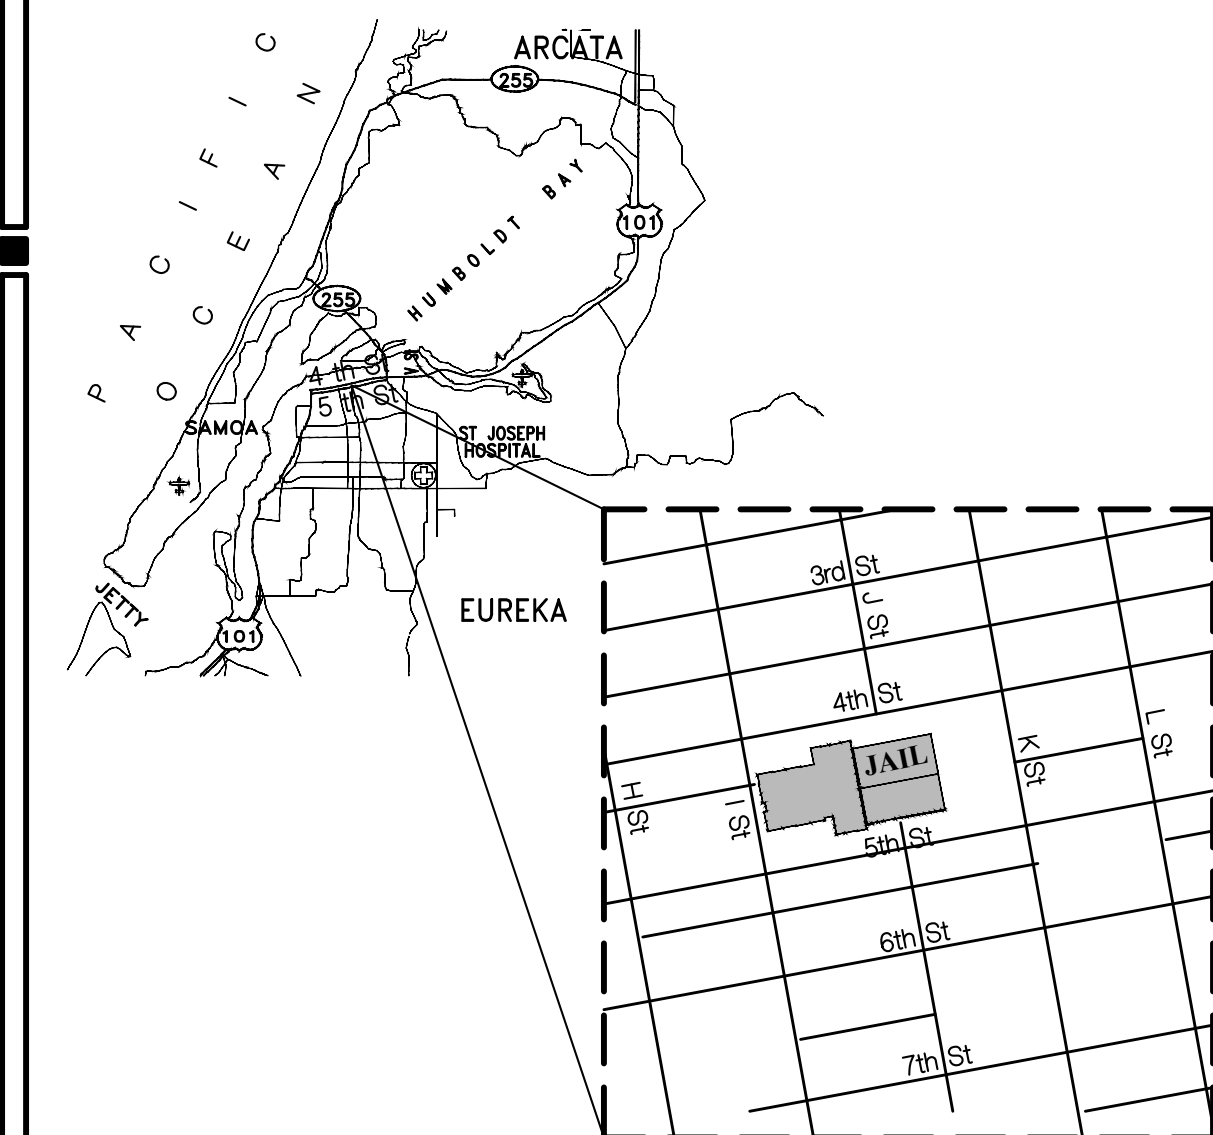 PACIFIC
OCEAN
ARCATA
255
HUMBOLDT BAY
101
255
4 th St
V St
5 th St
SAMOA
ST JOSEPH
HOSPITAL
JETTY
EUREKA
101
3rd St
J St
4th St
L St
K St
JAIL
H St
I St
5th St
6th St
7th St